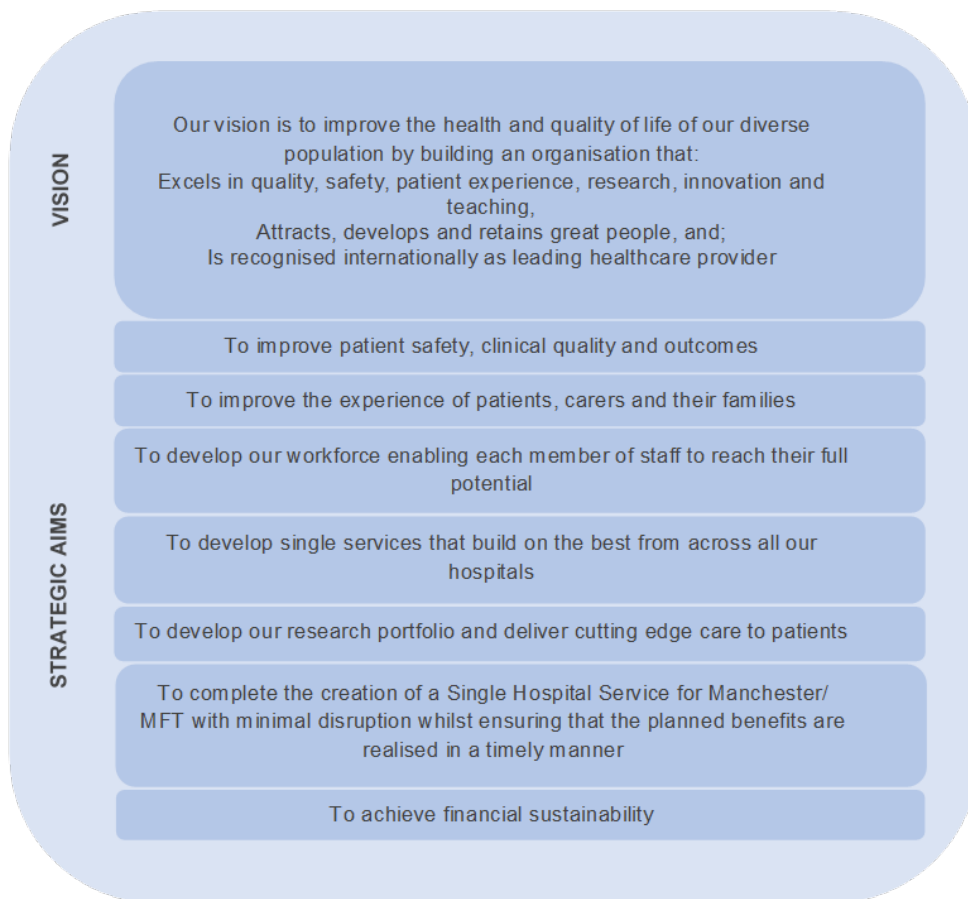 VISION
Our vision is to improve the health and quality of life of our diverse
population by building an organisation that:
Excels in quality, safety, patient experience, research, innovation and
teaching,
Attracts, develops and retains great people, and;
Is recognised internationally as leading healthcare provider
STRATEGIC AIMS
To improve patient safety, clinical quality and outcomes
To improve the experience of patients, carers and their families
To develop our workforce enabling each member of staff to reach their full
potential
To develop single services that build on the best from across all our
hospitals
To develop our research portfolio and deliver cutting edge care to patients
To complete the creation of a Single Hospital Service for Manchester/
MFT with minimal disruption whilst ensuring that the planned benefits are
realised in a timely manner
To achieve financial sustainability